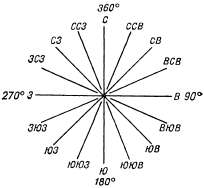 360°
С
ССЗ
ССВ
СЗ
СВ
ЗСЗ
ВСВ
270° З
В 90°
ЗЮЗ
ВЮВ
ЮЗ
ЮВ
ЮЮЗ
ЮЮВ
Ю
180°